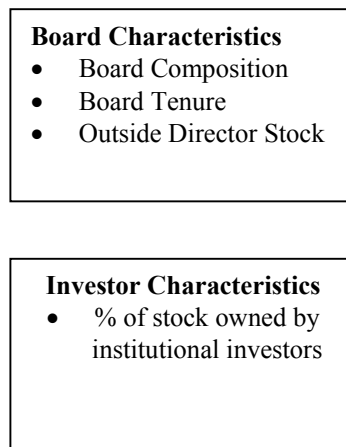 Board Characteristics
• Board Composition
• Board Tenure
• Outside Director Stock
Investor Characteristics
• % of stock owned by
institutional investors